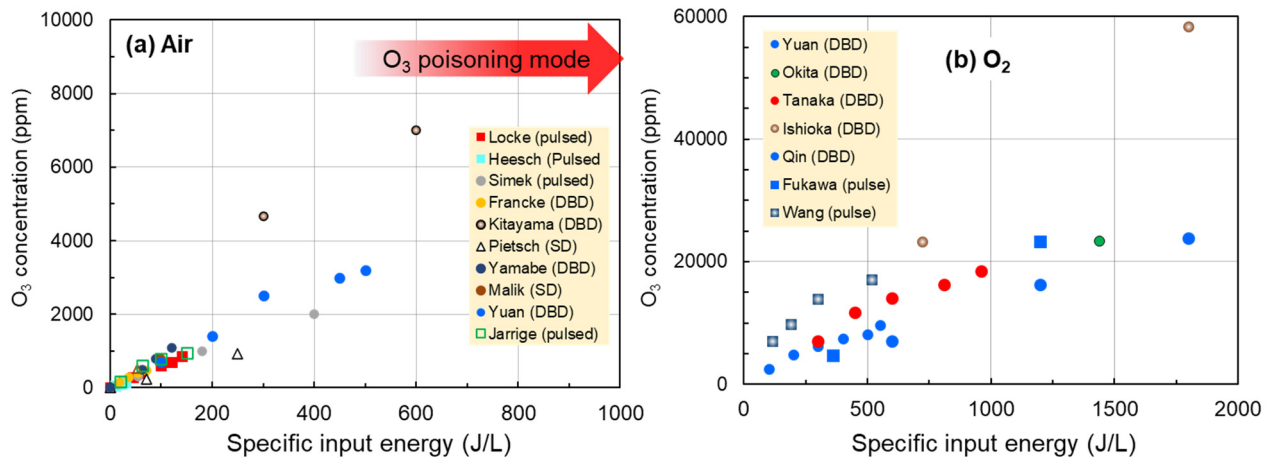 10000
8000
6000
4000
2000
0
O3 concentration (ppm)
(a) Air
O3 poisoning mode
Locke (pulsed)
Heesch (Pulsed
Simek (pulsed)
Francke (DBD)
Kitayama (DBD)
Pietsch (SD)
Yamabe (DBD)
Malik (SD)
Yuan (DBD)
Jarrige (pulsed)
0 200 400 600 800 1000
Specific input energy (J/L)
60000
40000
20000
0
O3 concentration (ppm)
(b) O2
Yuan (DBD)
Okita (DBD)
Tanaka (DBD)
Ishioka (DBD)
Qin (DBD)
Fukawa (pulse)
Wang (pulse)
0 500 1000 1500 2000
Specific input energy (J/L)